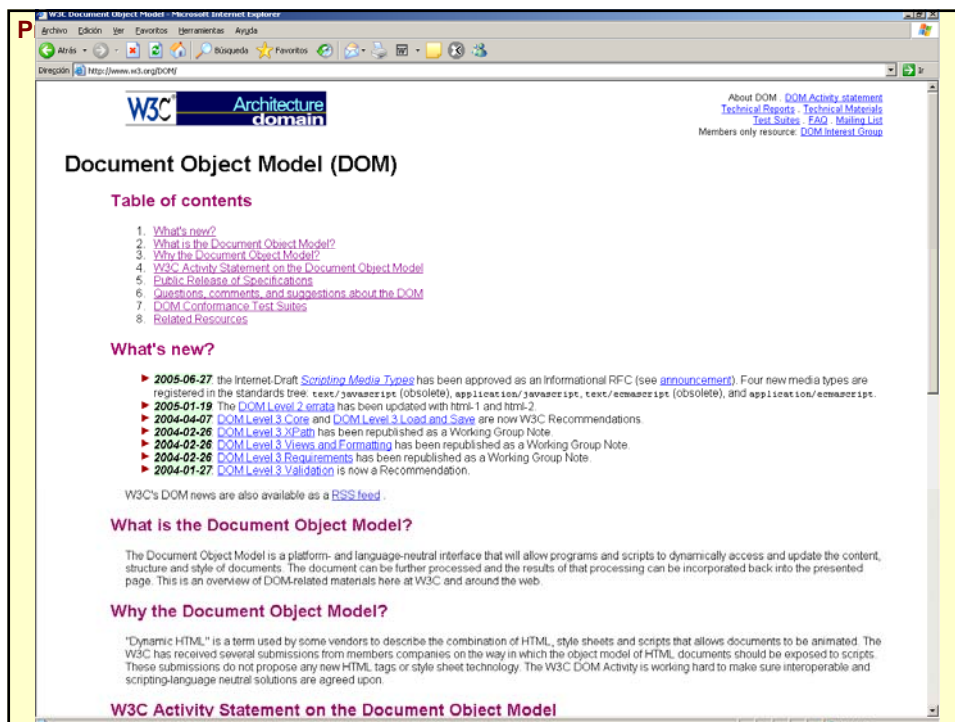 W3C Document Object Model - Microsoft Internet Explorer
P
Archivo Edición Ver Favoritos Herramientas Ayuda
Atrás Búsqueda Favoritos
Dirección http://www.w3.org/DOM/ Ir
W3C® Architecture domain
About DOM . DOM Activity statement
Technical Reports . Technical Materials
Test Suites . FAQ . Mailing List
Members only resource: DOM Interest Group
Document Object Model (DOM)
Table of contents
1. What's new?
2. What is the Document Object Model?
3. Why the Document Object Model?
4. W3C Activity Statement on the Document Object Model
5. Public Release of Specifications
6. Questions, comments, and suggestions about the DOM
7. DOM Conformance Test Suites
8. Related Resources
What's new?
2005-06-27: the Internet-Draft Scripting Media Types has been approved as an Informational RFC (see announcement). Four new media types are
registered in the standards tree: text/javascript (obsolete), application/javascript, text/ecmascript (obsolete), and application/ecmascript.
2005-01-19: The DOM Level 2 errata has been updated with html-1 and html-2.
2004-04-07: DOM Level 3 Core and DOM Level 3 Load and Save are now W3C Recommendations.
2004-02-26: DOM Level 3 XPath has been republished as a Working Group Note.
2004-02-26: DOM Level 3 Views and Formatting has been republished as a Working Group Note.
2004-02-26: DOM Level 3 Requirements has been republished as a Working Group Note.
2004-01-27: DOM Level 3 Validation is now a Recommendation.
W3C's DOM news are also available as a RSS feed .
What is the Document Object Model?
The Document Object Model is a platform- and language-neutral interface that will allow programs and scripts to dynamically access and update the content,
structure and style of documents. The document can be further processed and the results of that processing can be incorporated back into the presented
page. This is an overview of DOM-related materials here at W3C and around the web.
Why the Document Object Model?
"Dynamic HTML" is a term used by some vendors to describe the combination of HTML, style sheets and scripts that allows documents to be animated. The
W3C has received several submissions from members companies on the way in which the object model of HTML documents should be exposed to scripts.
These submissions do not propose any new HTML tags or style sheet technology. The W3C DOM Activity is working hard to make sure interoperable and
scripting-language neutral solutions are agreed upon.
W3C Activity Statement on the Document Object Model